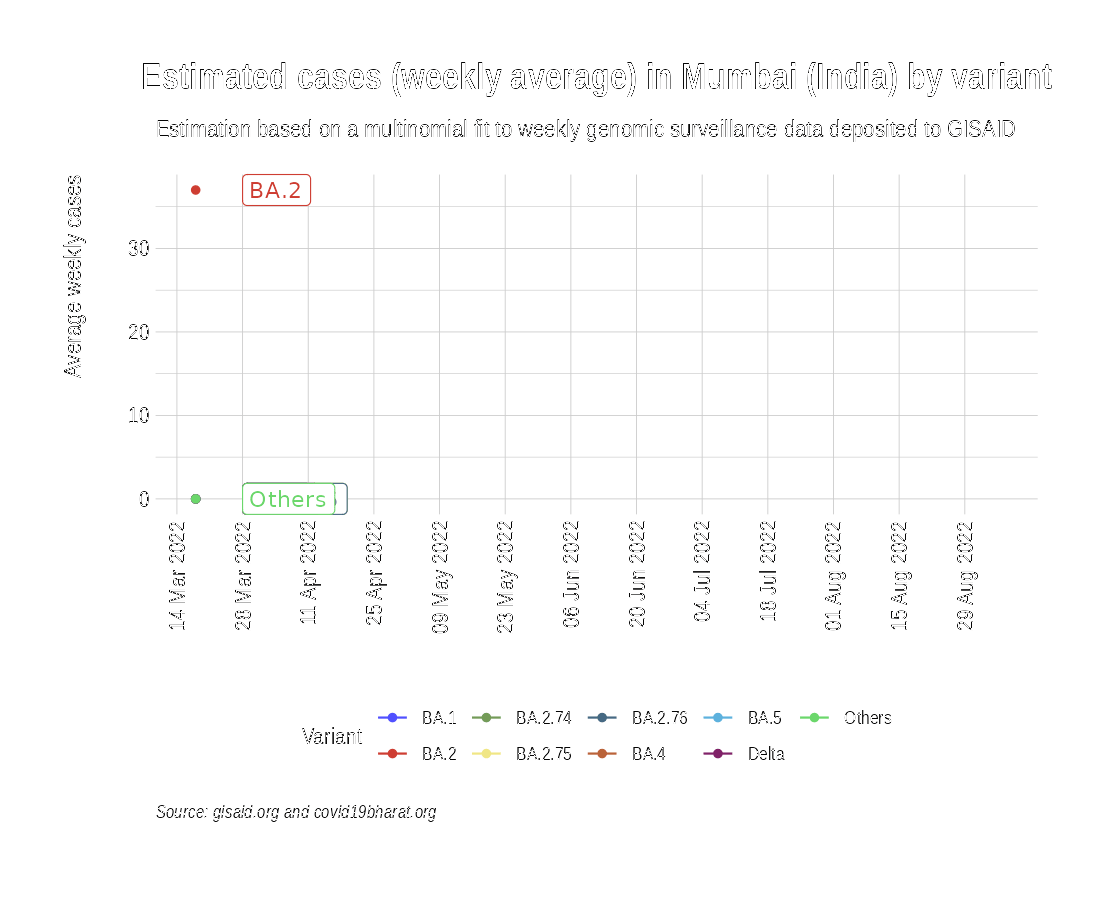 Estimated cases (weekly average) in Mumbai (India) by variant
Estimation based on a multinomial fit to weekly genomic surveillance data deposited to GISAID
Average weekly cases
30
20
10
0
BA.2
Others
14 Mar 2022
28 Mar 2022
11 Apr 2022
25 Apr 2022
09 May 2022
23 May 2022
06 Jun 2022
20 Jun 2022
04 Jul 2022
18 Jul 2022
01 Aug 2022
15 Aug 2022
29 Aug 2022
Variant
BA.1 BA.2.74 BA.2.76 BA.5 Others
BA.2 BA.2.75 BA.4 Delta
Source: gisaid.org and covid19bharat.org